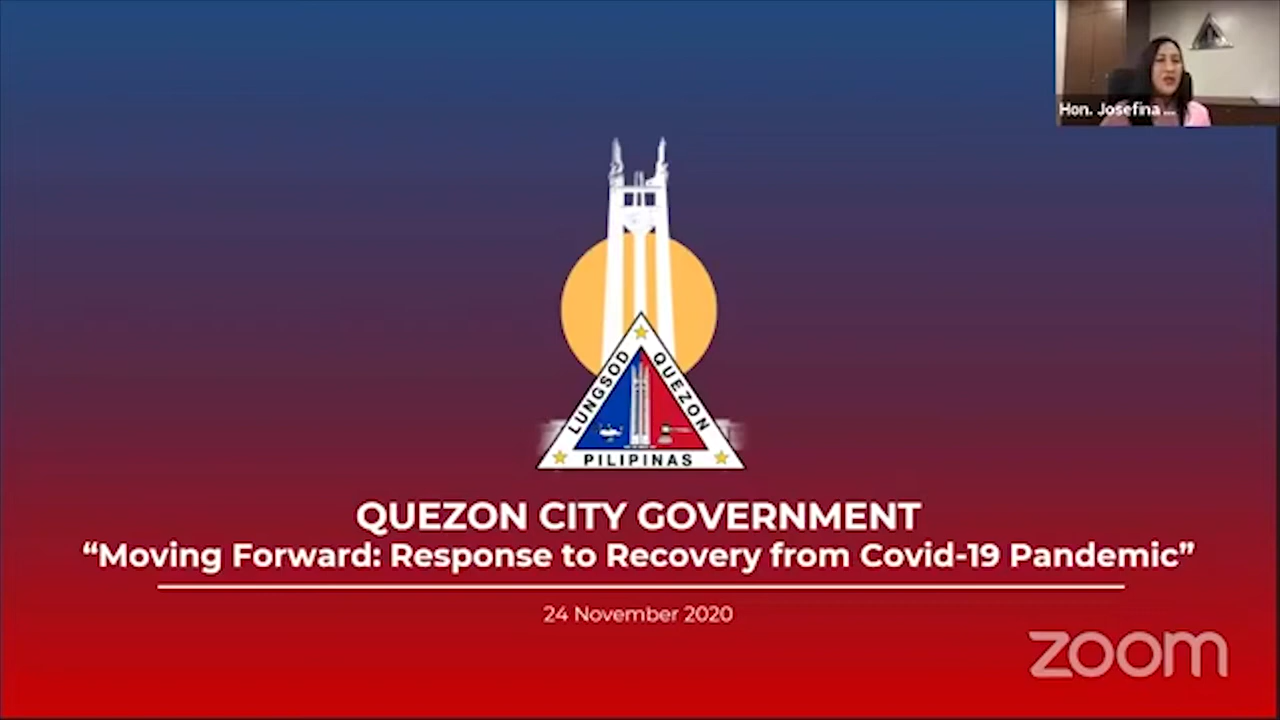 Hon. Josefina ...
LUNGSOD QUEZON
PILIPINAS
QUEZON CITY GOVERNMENT
“Moving Forward: Response to Recovery from Covid-19 Pandemic”
24 November 2020
zoom